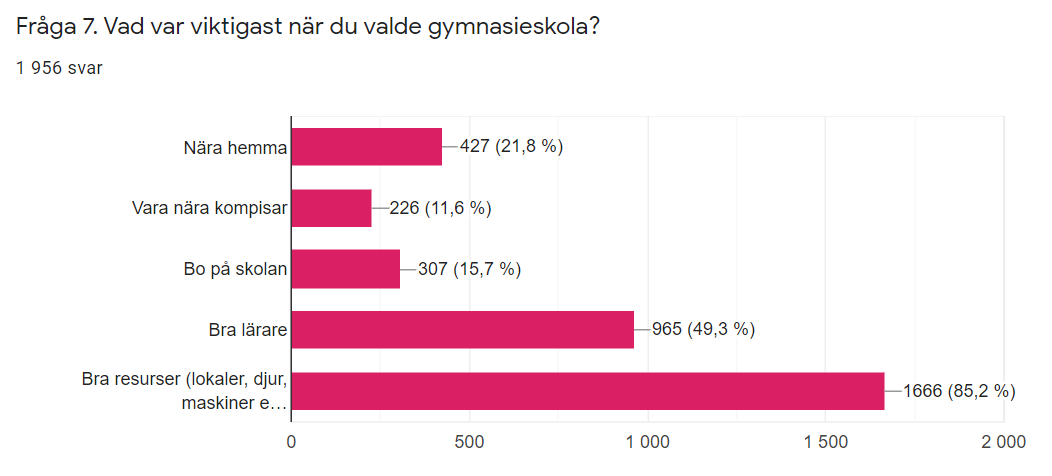 Fråga 7. Vad var viktigast när du valde gymnasieskola?
1 956 svar
Nära hemma
427 (21,8 %)
Vara nära kompisar
226 (11,6 %)
Bo på skolan
307 (15,7 %)
Bra lärare
965 (49,3 %)
Bra resurser (lokaler, djur,
maskiner e…
1666 (85,2 %)
0 500 1 000 1 500 2 000